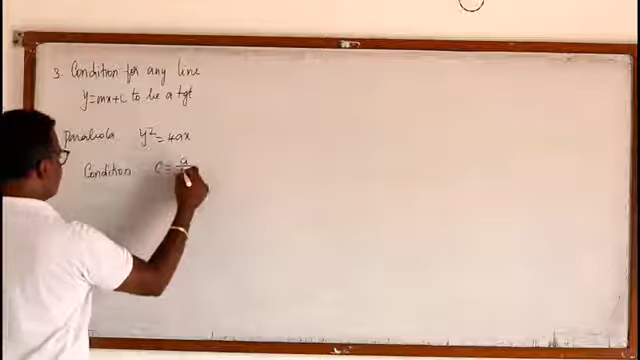 3. Condition for any line
y=mx+c to be a tgt
Parabola y²=4ax
Condition c = a